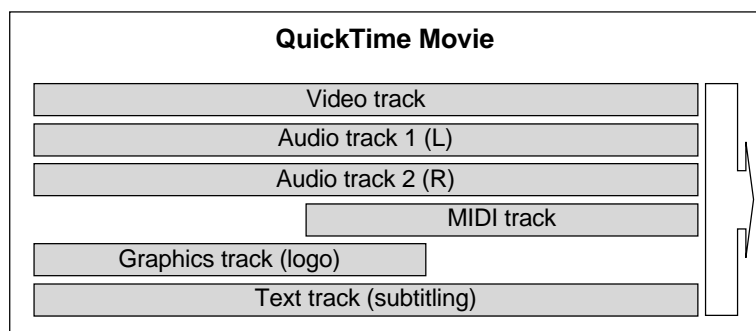 QuickTime Movie
Video track
Audio track 1 (L)
Audio track 2 (R)
MIDI track
Graphics track (logo)
Text track (subtitling)